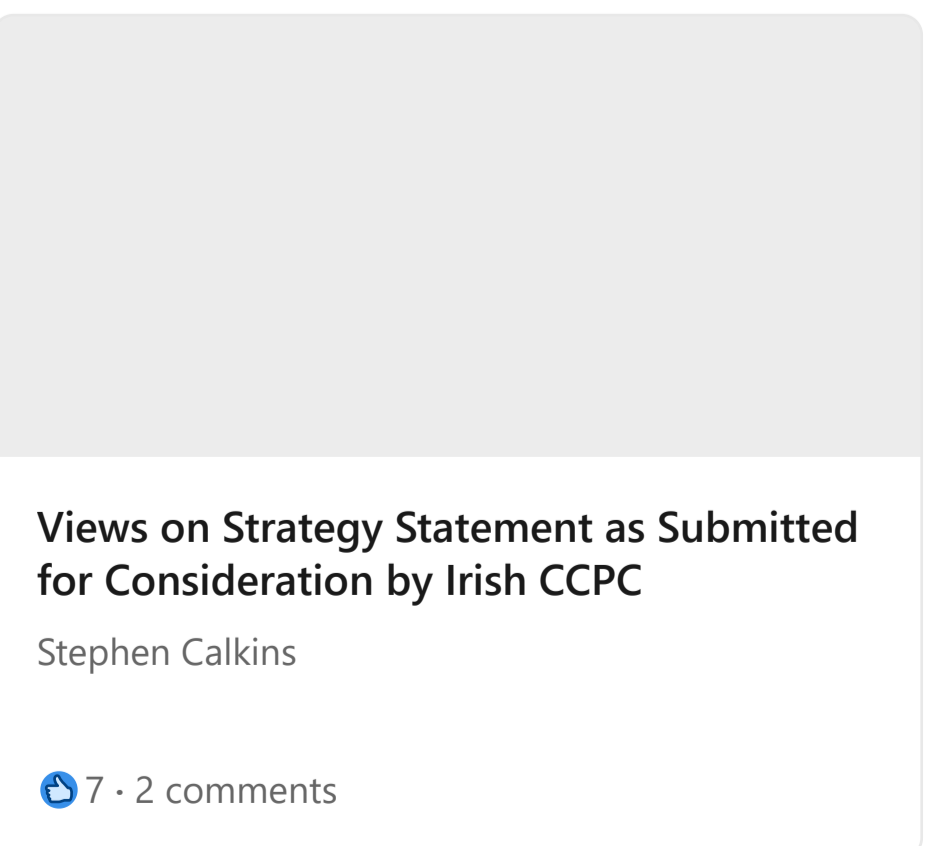 Views on Strategy Statement as Submitted
for Consideration by Irish CCPC
Stephen Calkins
7 · 2 comments